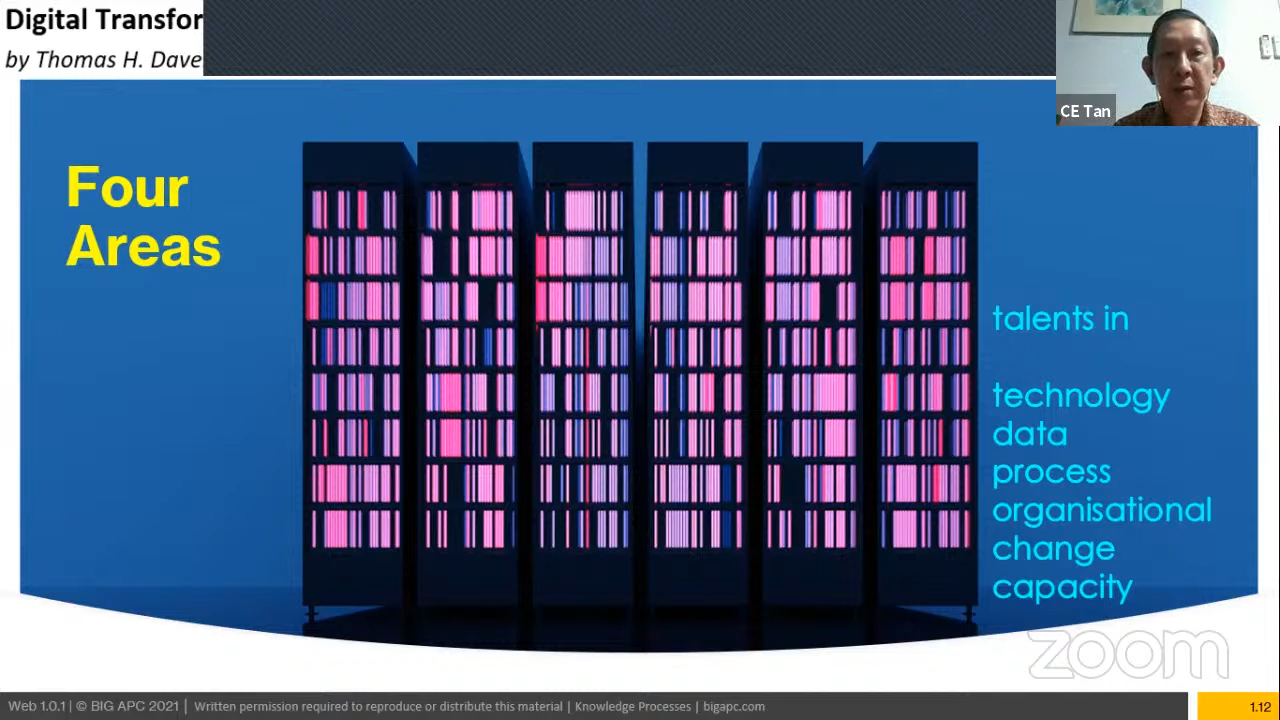 Digital Transfor
by Thomas H. Dave
CE Tan
Four
Areas
talents in
technology
data
process
organisational
change
capacity
zoom
Web 1.0.1 | © BIG APC 2021 | Written permission required to reproduce or distribute this material | Knowledge Processes | bigapc.com
1.12